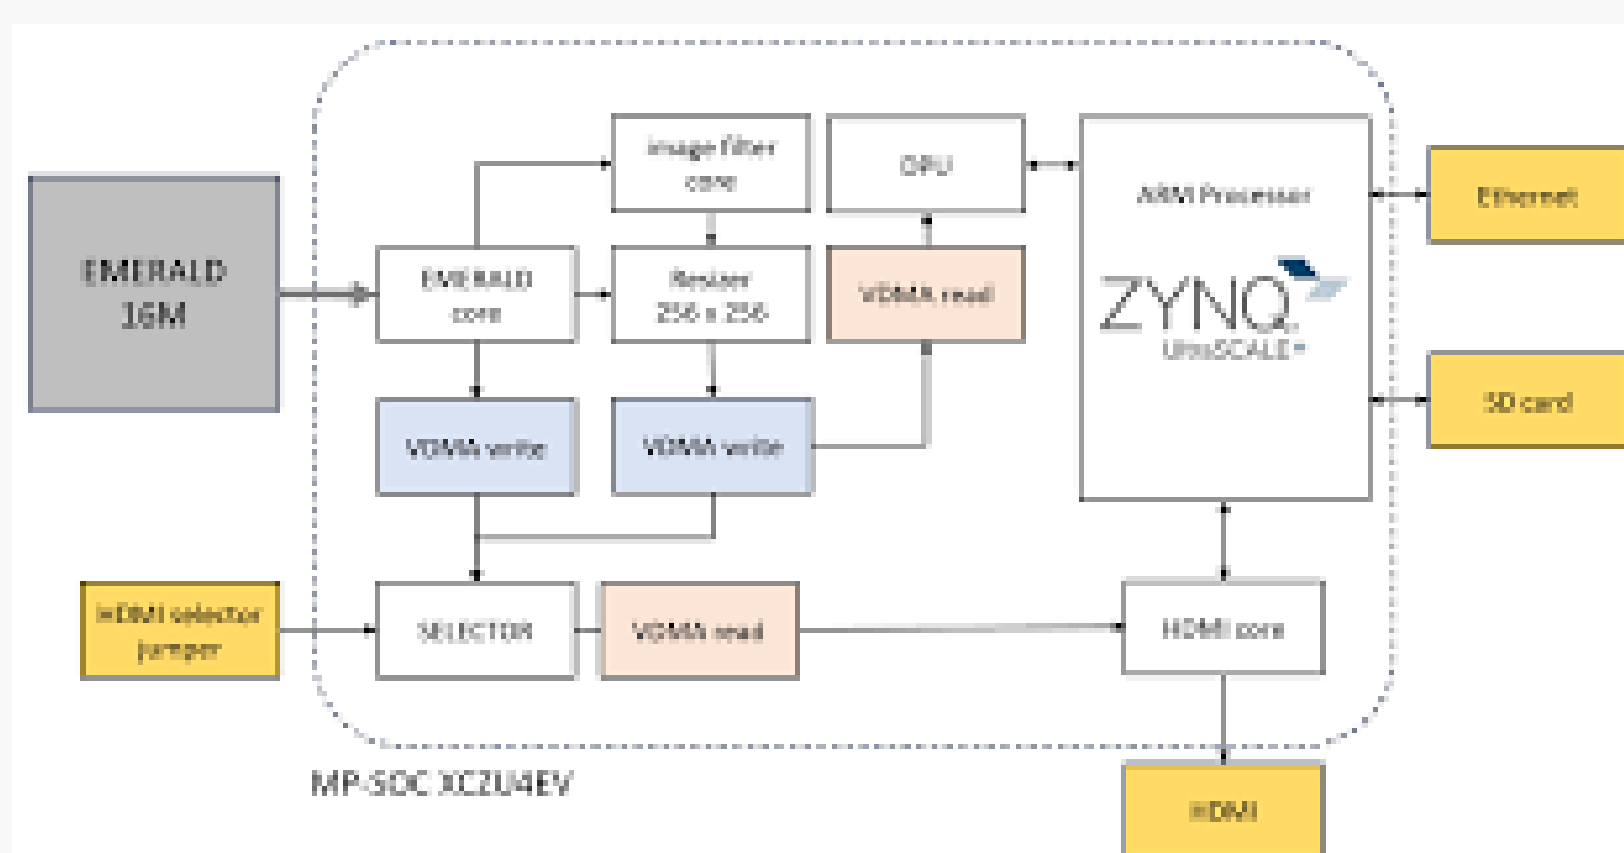 image filter
core
DPU
ARM Processor
Ethernet
EMERALD
16M
EMERALD
core
Resizer
256 x 256
VDMA read
ZYNQ
UltraSCALE+
SD card
VDMA write
VDMA write
HDMI selector
jumper
SELECTOR
VDMA read
HDMI core
MP-SOC XCZU4EV
HDMI